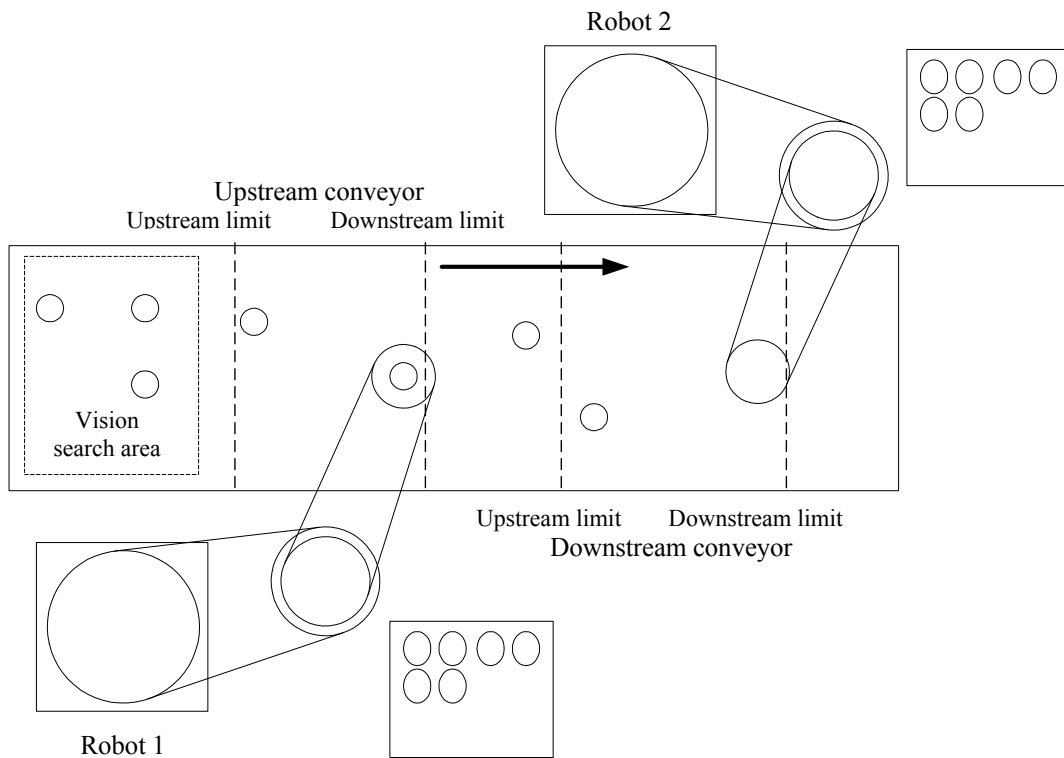 Robot 2
Upstream conveyor
Upstream limit
Downstream limit
Vision
search area
Upstream limit
Downstream limit
Downstream conveyor
Robot 1